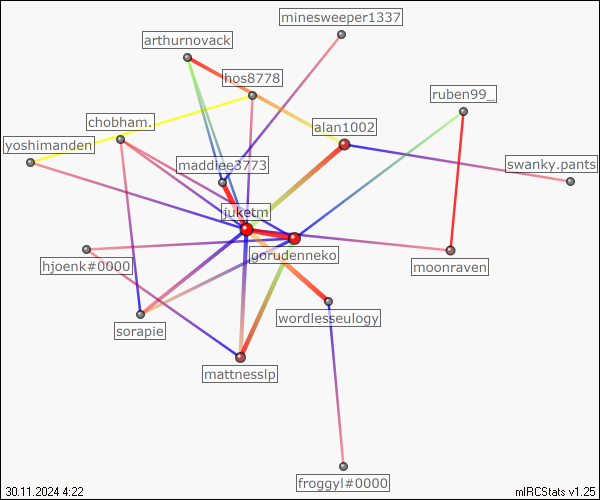 minesweeper1337
arthurnovack
hos8778
ruben99_
chobham.
alan1002
yoshimanden
maddiee3773
swanky.pants
juketm
gorudenneko
hjoenk#0000
moonraven
wordlesseulogy
sorapie
mattnesslp
froggyl#0000
30.11.2024 4:22
mIRCStats v1.25